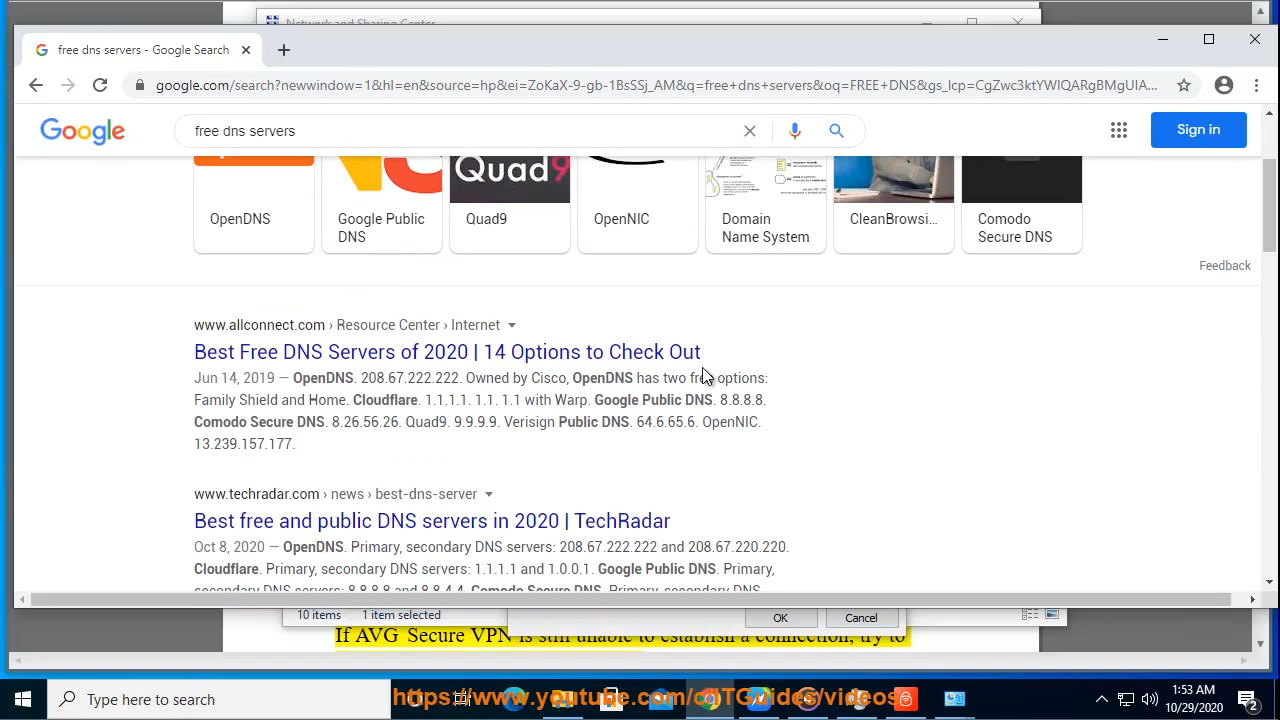 Network and Sharing Center
free dns servers - Google Search
google.com/search?newwindow=1&hl=en&source=hp&ei=ZoKaX-9-gb-1BsSSj_AM&q=free+dns+servers&oq=FREE+DNS&gs_lcp=CgZwc3ktYWIQARgBMgUIA...
Google
free dns servers
Sign in
Quad9
OpenDNS
Google Public
DNS
Quad9
OpenNIC
Domain
Name System
CleanBrowsi...
Comodo
Secure DNS
Feedback
www.allconnect.com › Resource Center › Internet
Best Free DNS Servers of 2020 | 14 Options to Check Out
Jun 14, 2019 — OpenDNS. 208.67.222.222. Owned by Cisco, OpenDNS has two free options:
Family Shield and Home. Cloudflare. 1.1.1.1. 1.1. 1.1 with Warp. Google Public DNS. 8.8.8.8.
Comodo Secure DNS. 8.26.56.26. Quad9. 9.9.9.9. Verisign Public DNS. 64.6.65.6. OpenNIC.
13.239.157.177.
www.techradar.com › news › best-dns-server
Best free and public DNS servers in 2020 | TechRadar
Oct 8, 2020 — OpenDNS. Primary, secondary DNS servers: 208.67.222.222 and 208.67.220.220.
Cloudflare. Primary, secondary DNS servers: 1.1.1.1 and 1.0.0.1. Google Public DNS. Primary,
secondary DNS servers: 8.8.8.8 and 8.8.4.4. Comodo Secure DNS. Primary, secondary DNS
10 items 1 item selected
OK
Cancel
If AVG Secure VPN is still unable to establish a connection, try to
Type here to search
https://www.youtube.com/c/ITGuides/videos
1:53 AM
10/29/2020
2